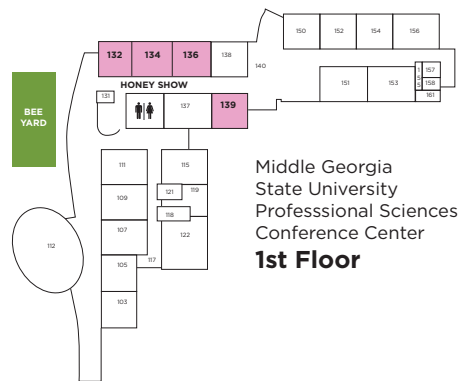 150 152 154 156
132 134 136 138
140
HONEY SHOW
151 153 155 157
158
161
131
137 139
BEE
YARD
111 115
121 119
109
118
107 122
112
117
105
103
Middle Georgia
State University
Professsional Sciences
Conference Center
1st Floor